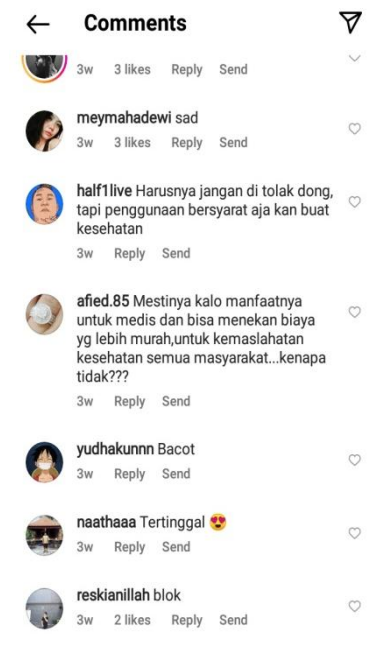 Comments
3w 3 likes Reply Send
meymahadewi sad
3w 3 likes Reply Send
half1live Harusnya jangan di tolak dong,
tapi penggunaan bersyarat aja kan buat
kesehatan
3w Reply Send
afied.85 Mestinya kalo manfaatnya
untuk medis dan bisa menekan biaya
yg lebih murah,untuk kemaslahatan
kesehatan semua masyarakat...kenapa
tidak???
3w Reply Send
yudhakunnn Bacot
3w Reply Send
naathaaa Tertinggal 😍
3w Reply Send
reskianillah blok
3w 2 likes Reply Send